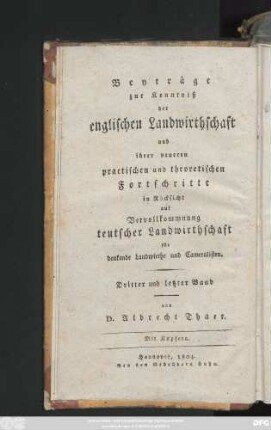 Beyträge
zur Kenntniß
der
englischen Landwirthschaft
und
ihrer neueren
practischen und theoretischen
Fortschritte
in Rücksicht
auf
Vervollkommnung
teutscher Landwirthschaft
für
denkende Landwirthe und Cameralisten.
Dritter und letzter Band
von
D. Albrecht Thaer.
Mit Kupfern.
Hannover, 1804.
Bey den Gebrüdern Hahn.